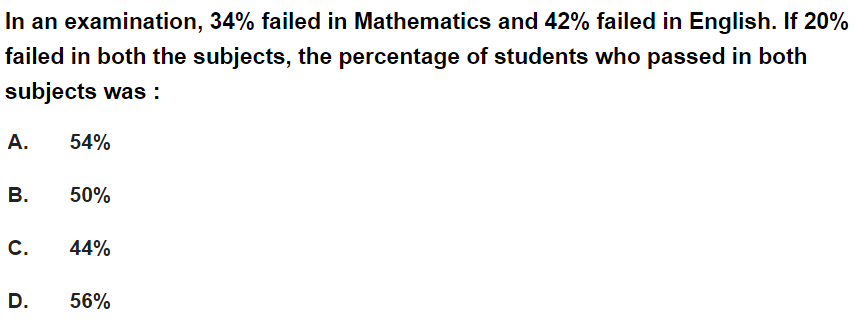 In an examination, 34% failed in Mathematics and 42% failed in English. If 20%
failed in both the subjects, the percentage of students who passed in both
subjects was :
A. 54%
B. 50%
C. 44%
D. 56%